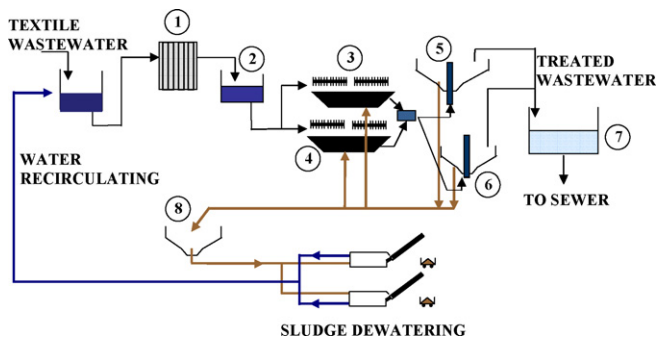 TEXTILE
WASTEWATER
1
2
3
4
5
6
TREATED
WASTEWATER
7
TO SEWER
WATER
RECIRCULATING
8
SLUDGE DEWATERING